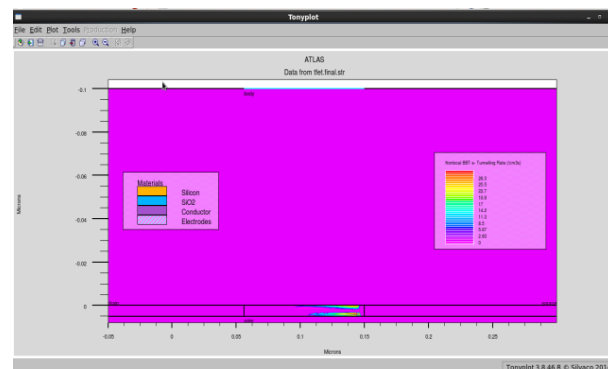 Tonyplot
File Edit Plot Tools Production Help
ATLAS
Data from tfet.final.str
-0.1
-0.08
-0.06
-0.04
-0.02
0
Microns
Materials
Silicon
SiO2
Conductor
Electrodes
Nonlocal BBT e- Tunneling Rate (/cm3s)
28.3
25.5
22.7
19.8
17
14.2
11.3
8.5
5.67
2.83
0
-0.05
0
0.05
0.1
0.15
0.2
0.25
Microns
Tonyplot 3.8.46.R © Silvaco 201